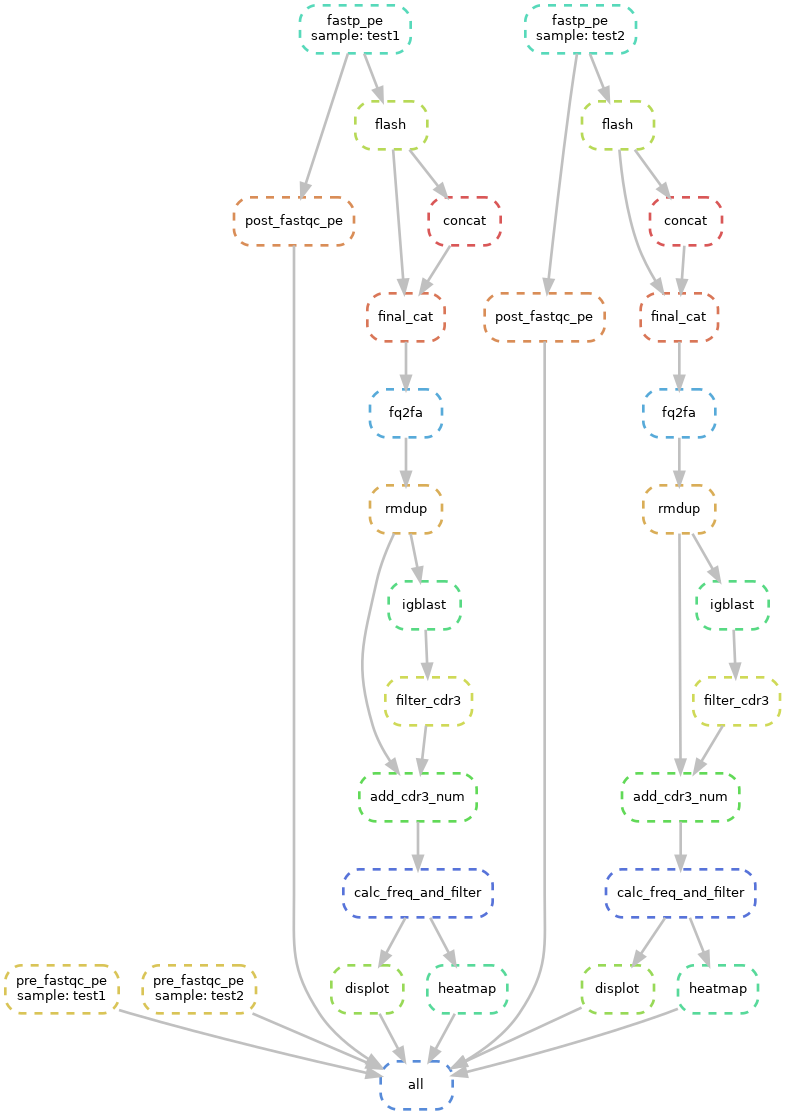 fastp_pe
sample: test1
fastp_pe
sample: test2
flash
flash
post_fastqc_pe
concat
concat
final_cat
post_fastqc_pe
final_cat
fq2fa
fq2fa
rmdup
rmdup
igblast
igblast
filter_cdr3
filter_cdr3
add_cdr3_num
add_cdr3_num
calc_freq_and_filter
calc_freq_and_filter
pre_fastqc_pe
sample: test1
pre_fastqc_pe
sample: test2
displot
heatmap
displot
heatmap
all